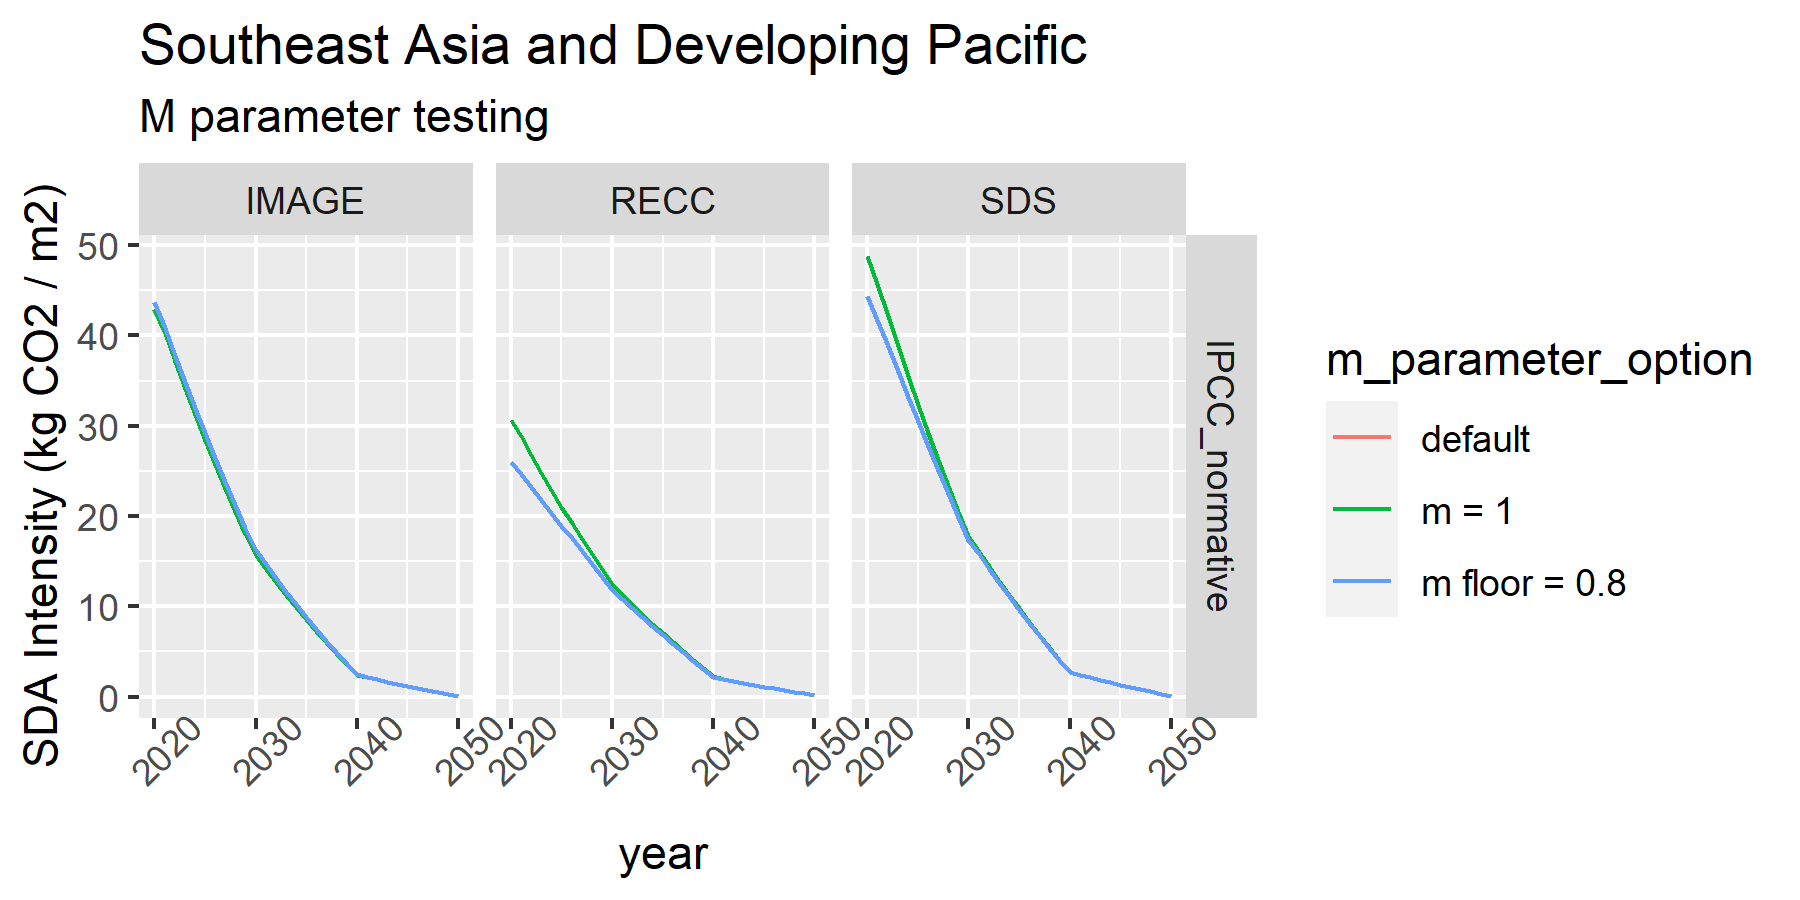 Southeast Asia and Developing Pacific
M parameter testing
IMAGE
RECC
SDS
SDA Intensity (kg CO2 / m2)
50
40
30
20
10
0
IPCC_normative
2020
2030
2040
2050
2020
2030
2040
2050
2020
2030
2040
2050
year
m_parameter_option
default
m = 1
m floor = 0.8